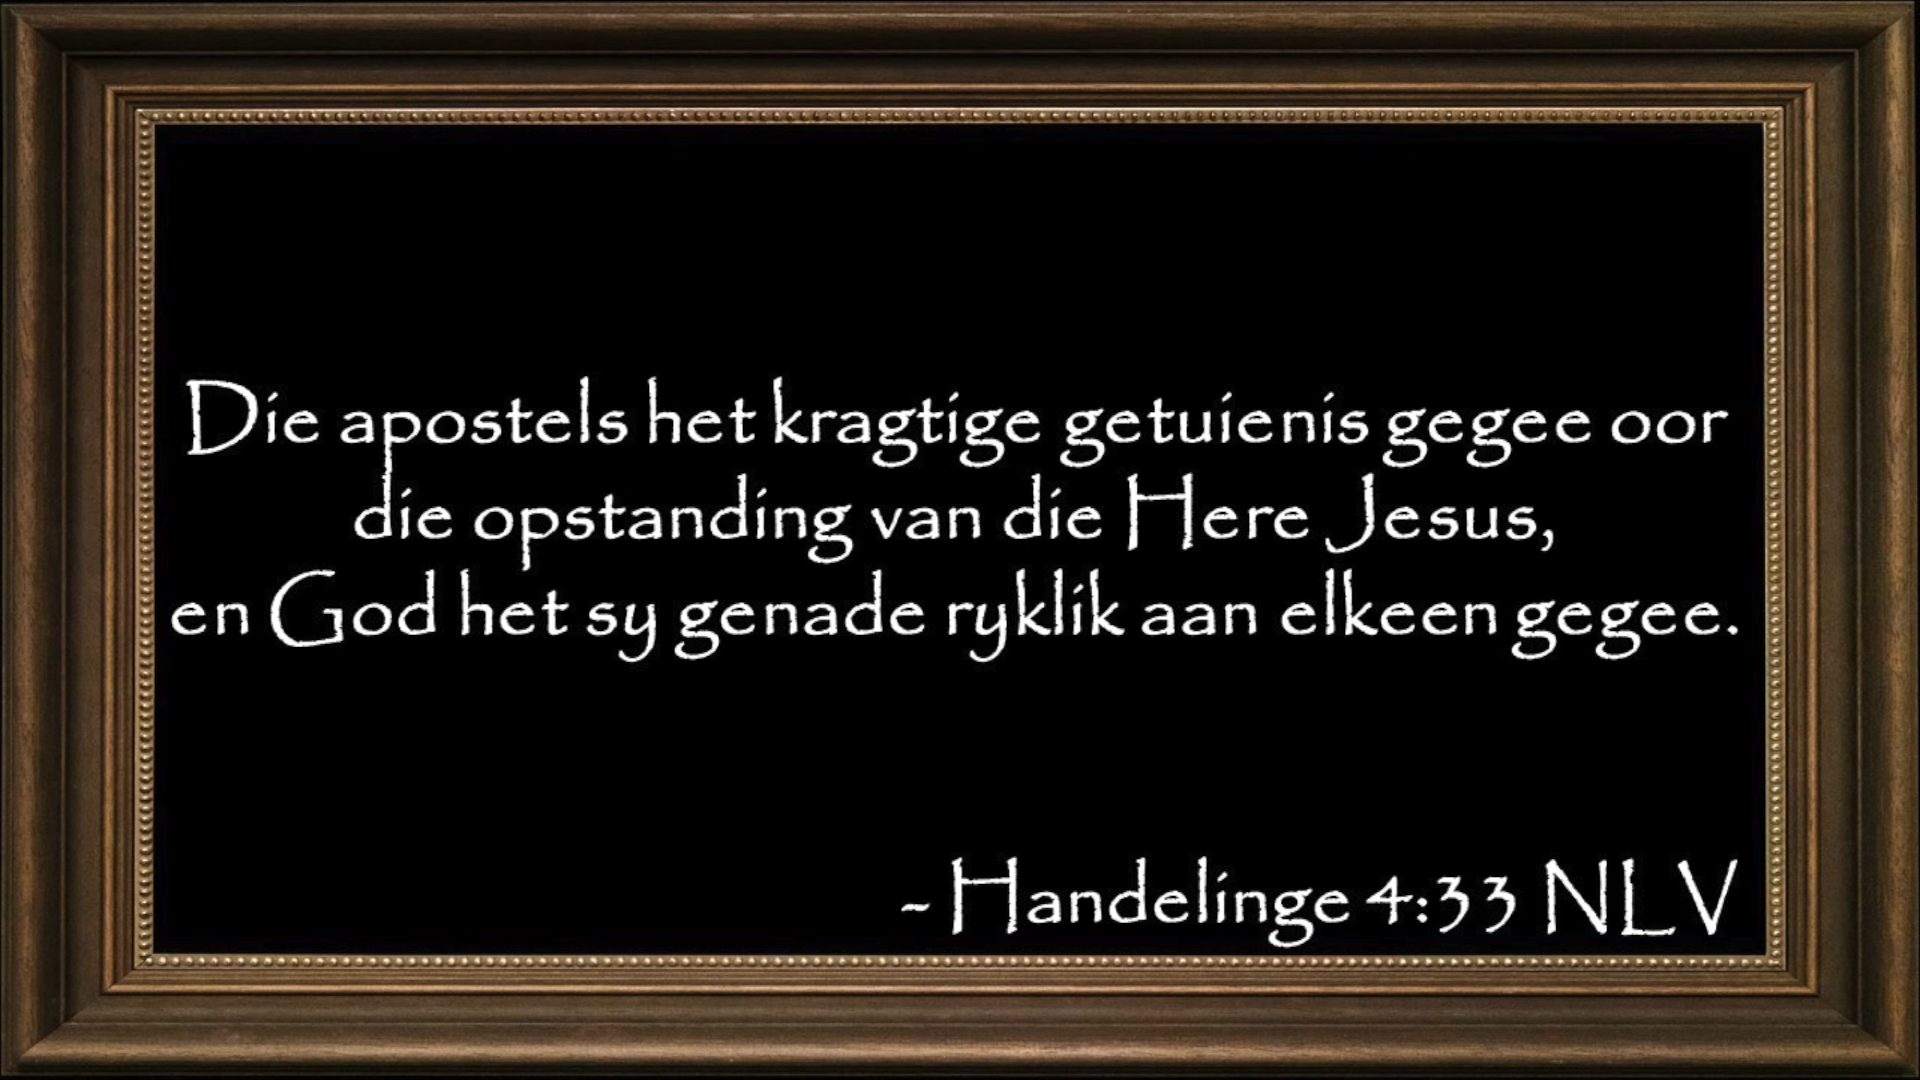 Die apostels het kragtige getuienis gegee oor
die opstanding van die Here Jesus,
en God het sy genade ryklik aan elkeen gegee.
- Handelinge 4:33 NLV